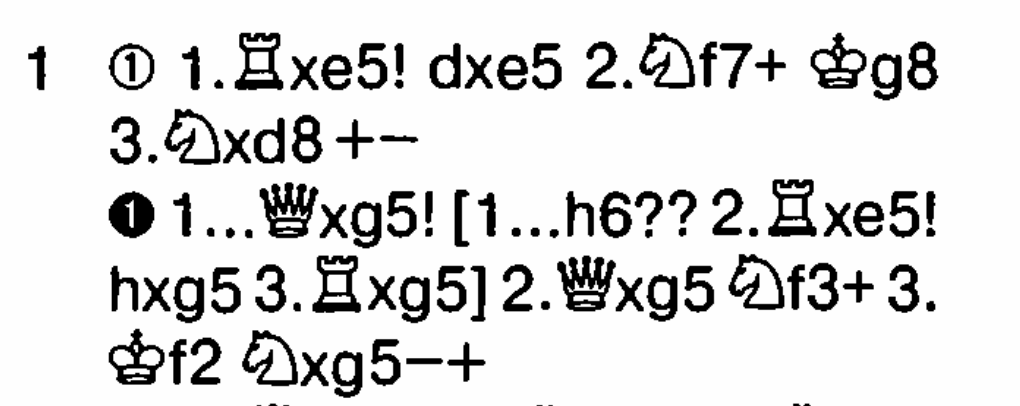 1 ① 1.♖xe5! dxe5 2.♘f7+ ♔g8
3.♘xd8 +−
❶ 1...♕xg5! [1...h6?? 2.♖xe5!
hxg5 3.♖xg5] 2.♕xg5 ♘f3+ 3.
♔f2 ♘xg5−+